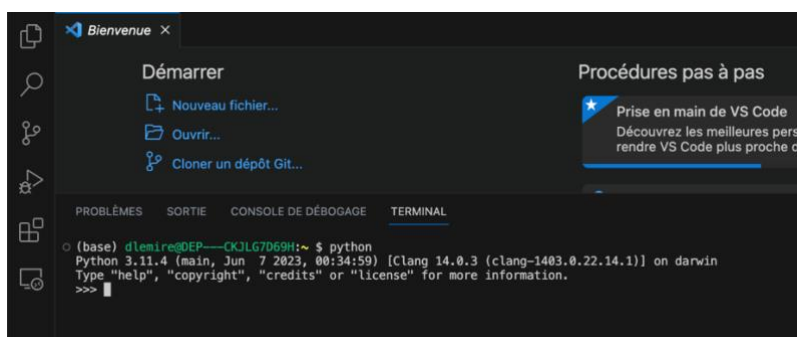 Bienvenue
Démarrer
Nouveau fichier...
Ouvrir...
Cloner un dépôt Git...
Procédures pas à pas
Prise en main de VS Code
Découvrez les meilleures pers
rendre VS Code plus proche d
PROBLÈMES SORTIE CONSOLE DE DÉBOGAGE TERMINAL
(base) dlemire@DEP---CKJLG7D69H:~ $ python
Python 3.11.4 (main, Jun  7 2023, 00:34:59) [Clang 14.0.3 (clang-1403.0.22.14.1)] on darwin
Type "help", "copyright", "credits" or "license" for more information.
>>>